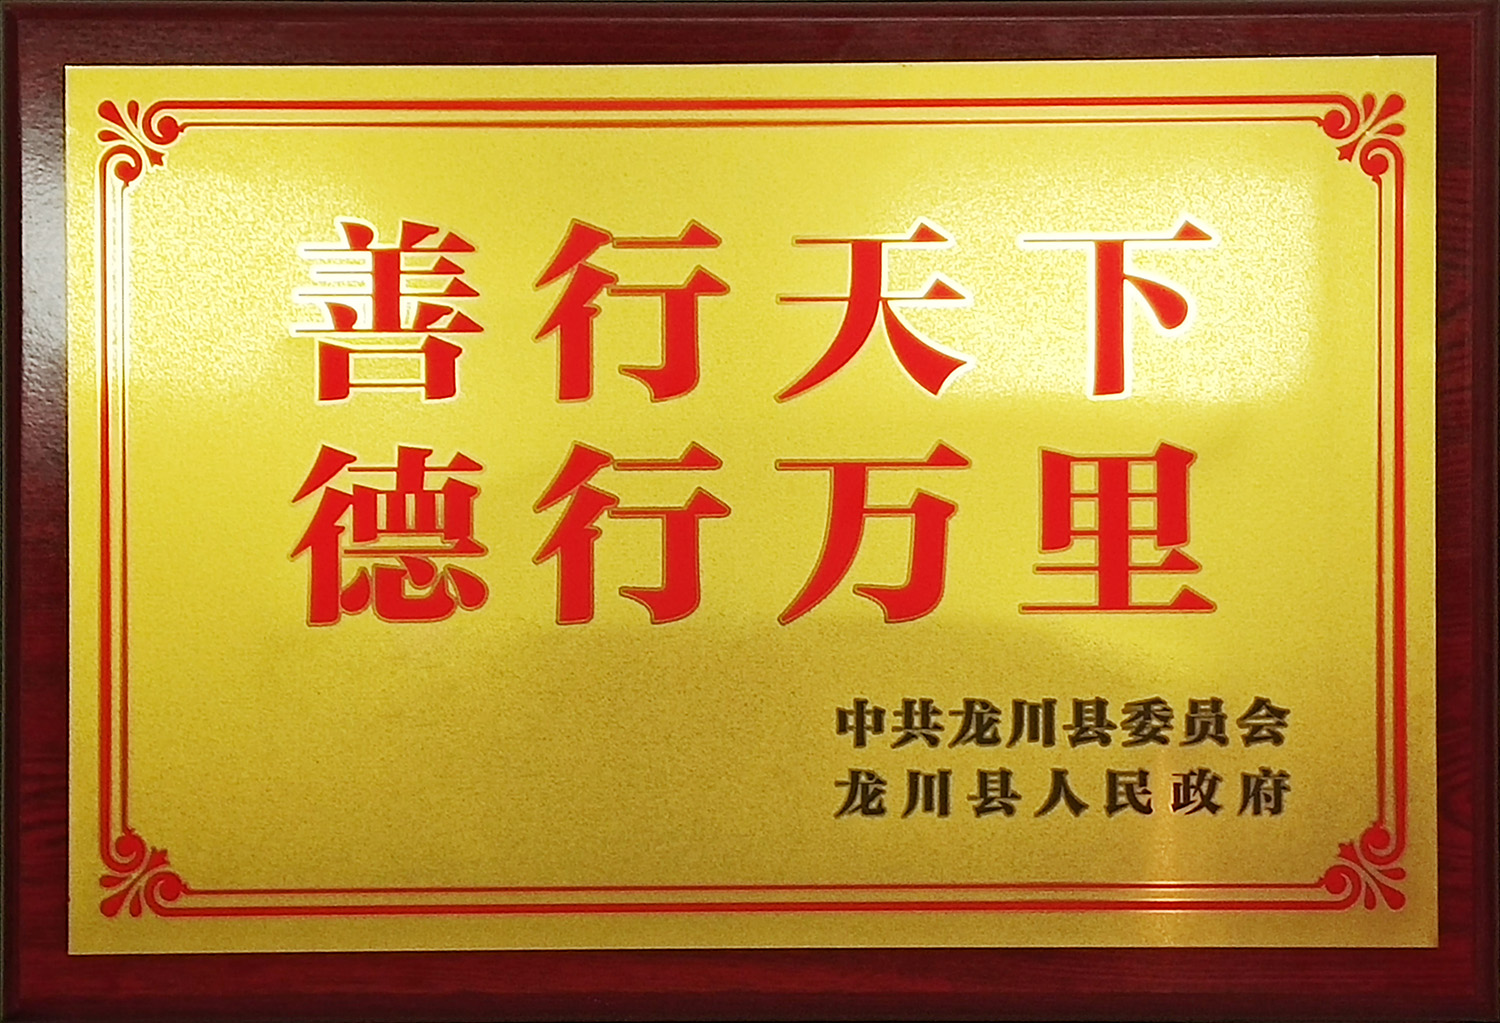 善行天下
德行万里
中共龙川县委员会
龙川县人民政府